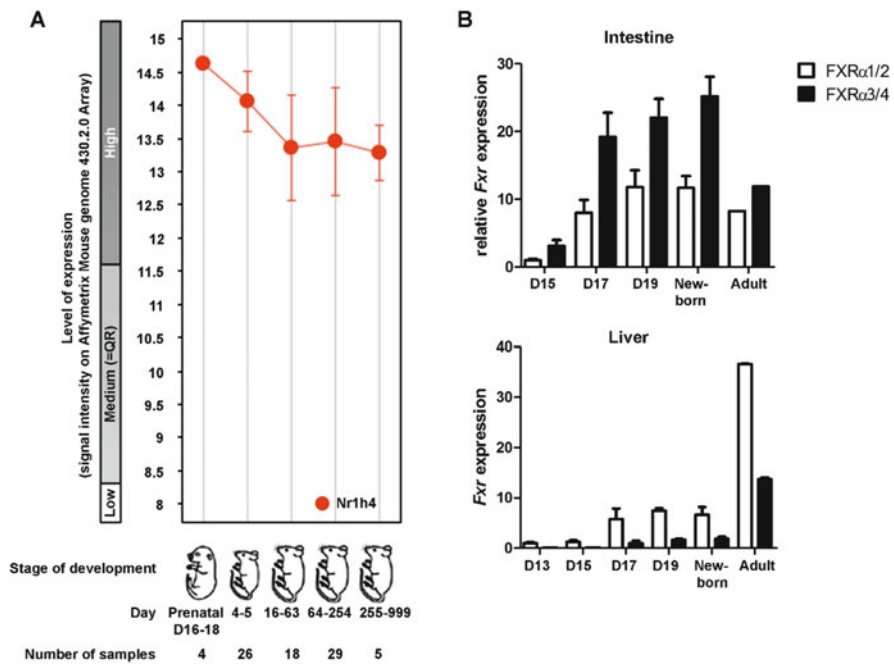 A
Level of expression
(signal intensity on Affymetrix Mouse genome 430.2.0 Array)
High
Medium (=QR)
Low
15
14.5
14
13.5
13
12.5
12
11.5
11
10.5
10
9.5
9
8.5
8
Nr1h4
Stage of development
Day
Prenatal
D16-18
4-5
16-63
64-254
255-999
Number of samples
4
26
18
29
5
B
Intestine
FXRα1/2
FXRα3/4
relative Fxr expression
30
20
10
0
D15
D17
D19
New-
born
Adult
Liver
Fxr expression
40
30
20
10
0
D13
D15
D17
D19
New-
born
Adult